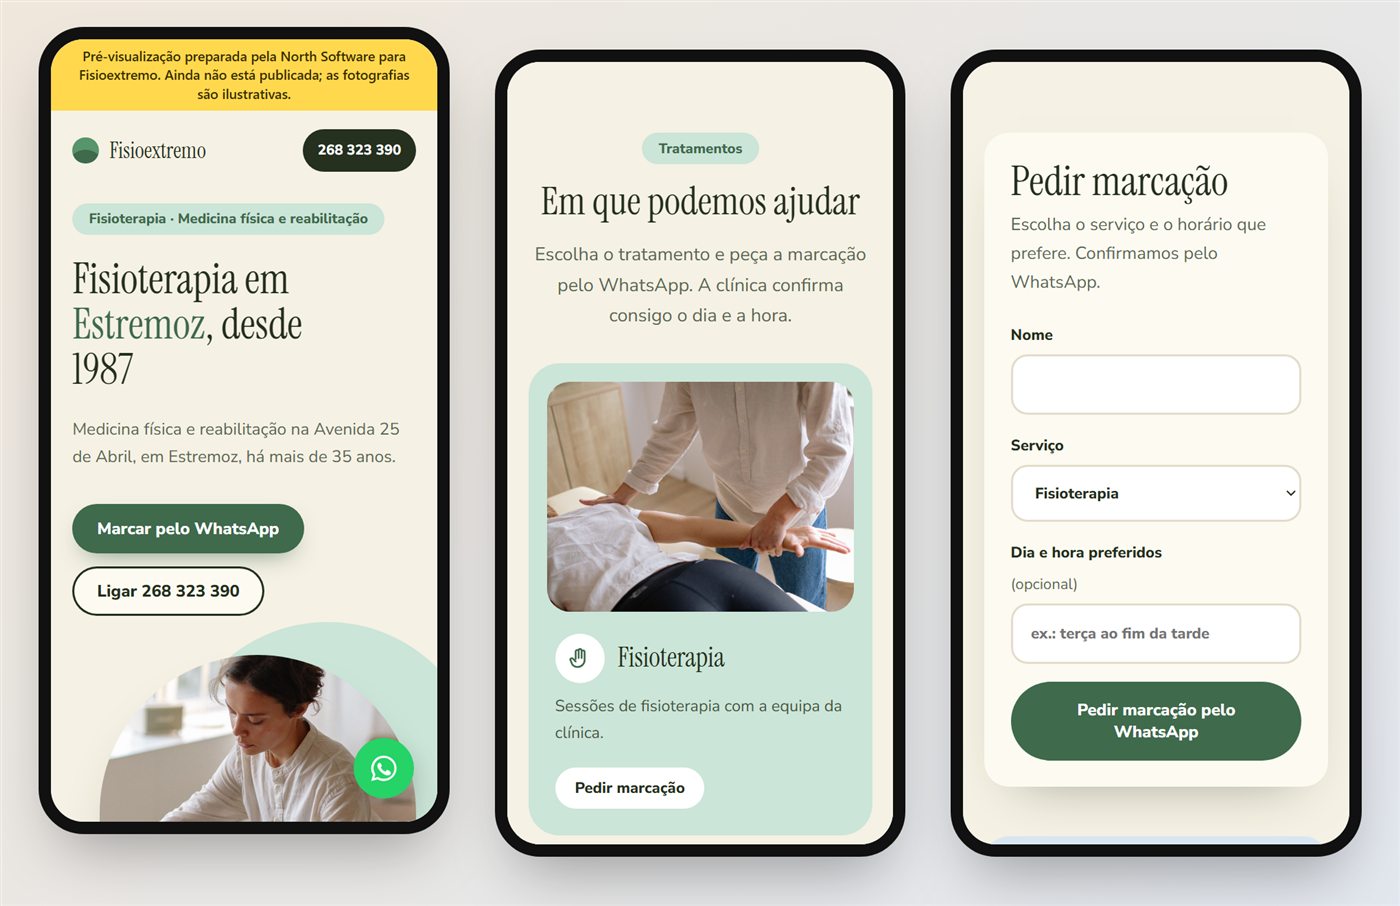 Pré-visualização preparada pela North Software para
Fisioextremo. Ainda não está publicada; as fotografias
são ilustrativas.
Fisioextremo
268 323 390
Fisioterapia · Medicina física e reabilitação
Fisioterapia em
Estremoz, desde
1987
Medicina física e reabilitação na Avenida 25
de Abril, em Estremoz, há mais de 35 anos.
Marcar pelo WhatsApp
Ligar 268 323 390
Tratamentos
Em que podemos ajudar
Escolha o tratamento e peça a marcação
pelo WhatsApp. A clínica confirma
consigo o dia e a hora.
Fisioterapia
Sessões de fisioterapia com a equipa da
clínica.
Pedir marcação
Pedir marcação
Escolha o serviço e o horário que
prefere. Confirmamos pelo
WhatsApp.
Nome
Serviço
Fisioterapia
Dia e hora preferidos
(opcional)
ex.: terça ao fim da tarde
Pedir marcação pelo
WhatsApp